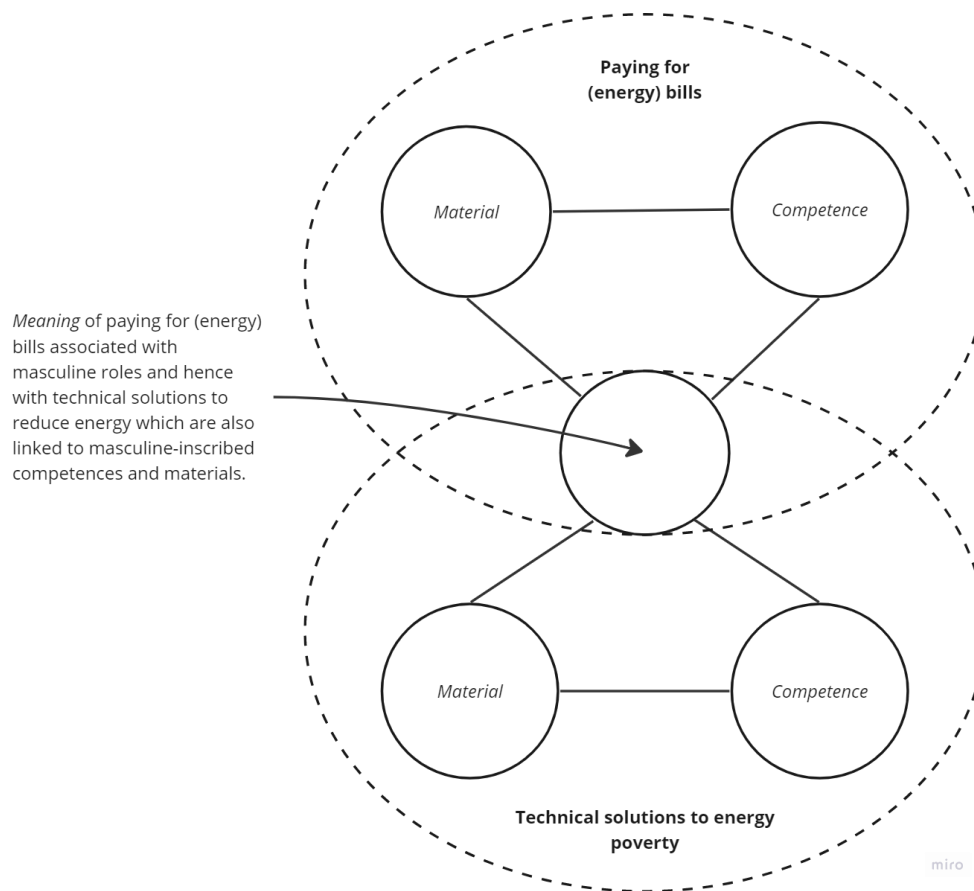 Paying for
(energy) bills
Material
Competence
Meaning of paying for (energy)
bills associated with
masculine roles and hence
with technical solutions to
reduce energy which are also
linked to masculine-inscribed
competences and materials.
Material
Competence
Technical solutions to energy
poverty
miro